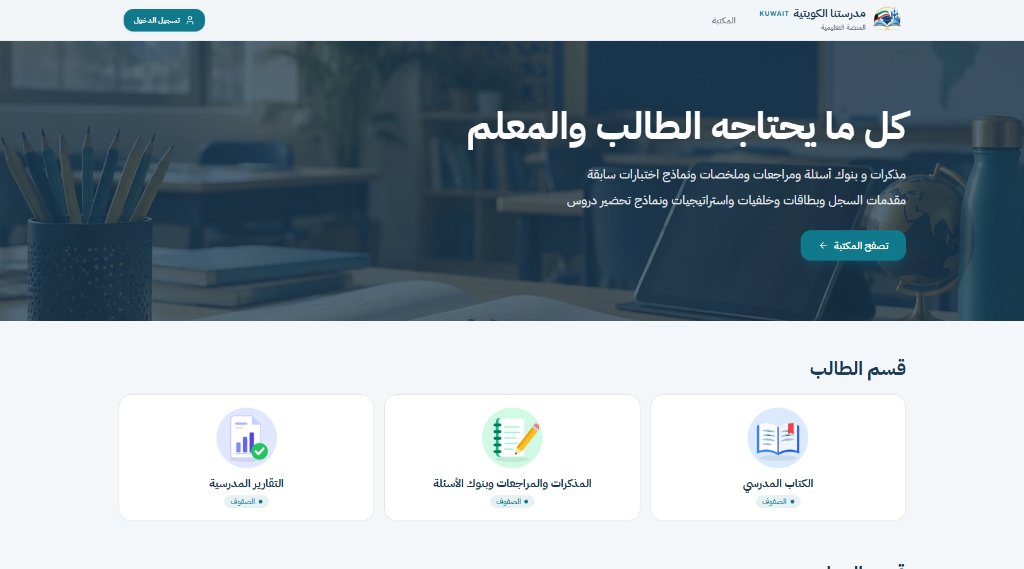 مدرستنا الكويتية KUWAIT
المنصة التعليمية
المكتبة
تسجيل الدخول
كل ما يحتاجه الطالب والمعلم
مذكرات و بنوك أسئلة ومراجعات وملخصات ونماذج اختبارات سابقة
مقدمات السجل وبطاقات وخلفيات واستراتيجيات ونماذج تحضير دروس
تصفح المكتبة ←
قسم الطالب
الكتاب المدرسي
الصفوف
المذكرات والمراجعات وبنوك الأسئلة
الصفوف
التقارير المدرسية
الصفوف